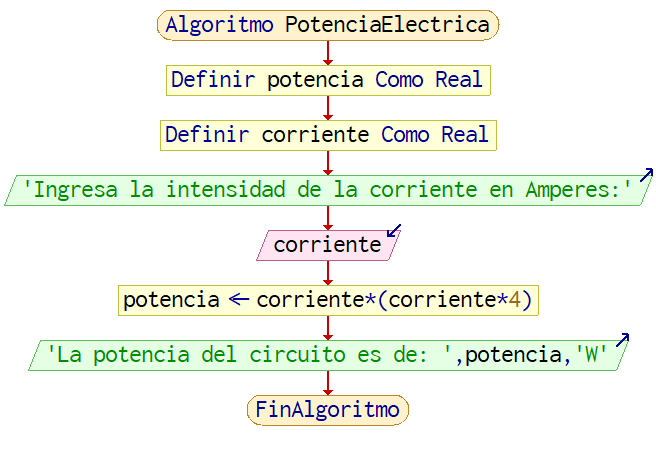 Algoritmo PotenciaElectrica
Definir potencia Como Real
Definir corriente Como Real
'Ingresa la intensidad de la corriente en Amperes:'
corriente
potencia ← corriente*(corriente*4)
'La potencia del circuito es de: ',potencia,'W'
FinAlgoritmo